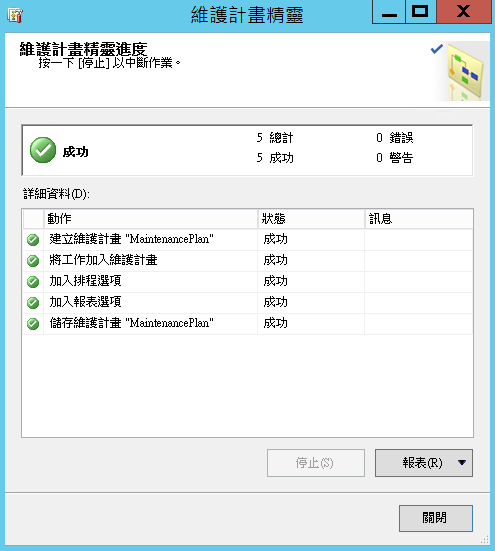 維護計畫精靈
維護計畫精靈進度
按一下 [停止] 以中斷作業。
成功
5 總計 0 錯誤
5 成功 0 警告
詳細資料(D):
動作 狀態 訊息
建立維護計畫 "MaintenancePlan" 成功
將工作加入維護計畫 成功
加入排程選項 成功
加入報表選項 成功
儲存維護計畫 "MaintenancePlan" 成功
停止(S) 報表(R)
關閉